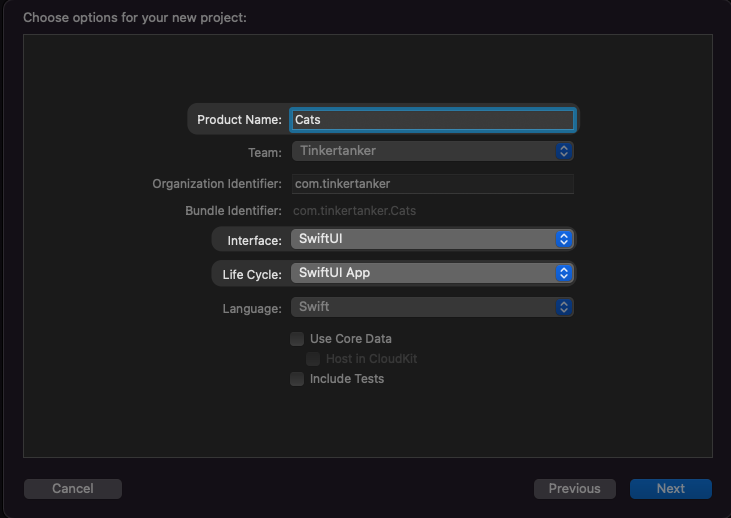 Choose options for your new project:
Product Name: Cats
Team: Tinkertanker
Organization Identifier: com.tinkertanker
Bundle Identifier: com.tinkertanker.Cats
Interface: SwiftUI
Life Cycle: SwiftUI App
Language: Swift
Use Core Data
Host in CloudKit
Include Tests
Cancel Previous Next